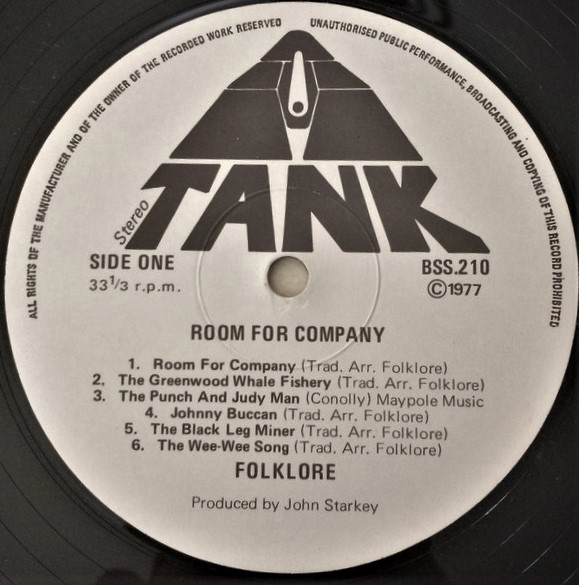 ALL RIGHTS OF THE MANUFACTURER AND OF THE OWNER OF THE RECORDED WORK RESERVED
UNAUTHORISED PUBLIC PERFORMANCE, BROADCASTING AND COPYING OF THIS RECORD PROHIBITED
TANK
Stereo
SIDE ONE
BSS.210
33 1/3 r.p.m.
©1977
ROOM FOR COMPANY
1. Room For Company (Trad. Arr. Folklore)
2. The Greenwood Whale Fishery (Trad. Arr. Folklore)
3. The Punch And Judy Man (Conolly) Maypole Music
4. Johnny Buccan (Trad. Arr. Folklore)
5. The Black Leg Miner (Trad. Arr. Folklore)
6. The Wee-Wee Song (Trad. Arr. Folklore)
FOLKLORE
Produced by John Starkey